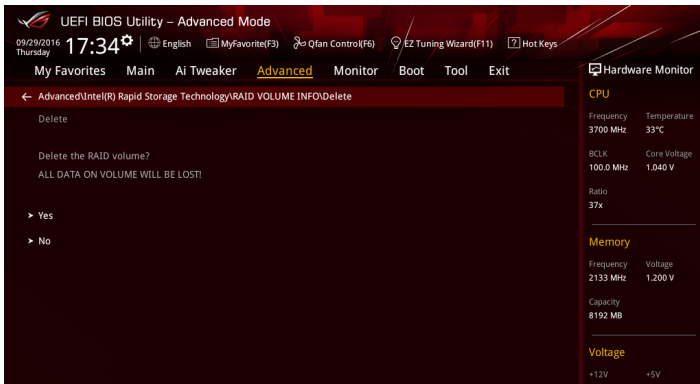 UEFI BIOS Utility – Advanced Mode
09/29/2016
Thursday
17:34
English
MyFavorite(F3)
Qfan Control(F6)
EZ Tuning Wizard(F11)
? Hot Keys
My Favorites Main Ai Tweaker Advanced Monitor Boot Tool Exit
← Advanced\Intel(R) Rapid Storage Technology\RAID VOLUME INFO\Delete
Delete
Delete the RAID volume?
ALL DATA ON VOLUME WILL BE LOST!
> Yes
> No
Hardware Monitor
CPU
Frequency Temperature
3700 MHz 33°C
BCLK Core Voltage
100.0 MHz 1.040 V
Ratio
37x
Memory
Frequency Voltage
2133 MHz 1.200 V
Capacity
8192 MB
Voltage
+12V +5V